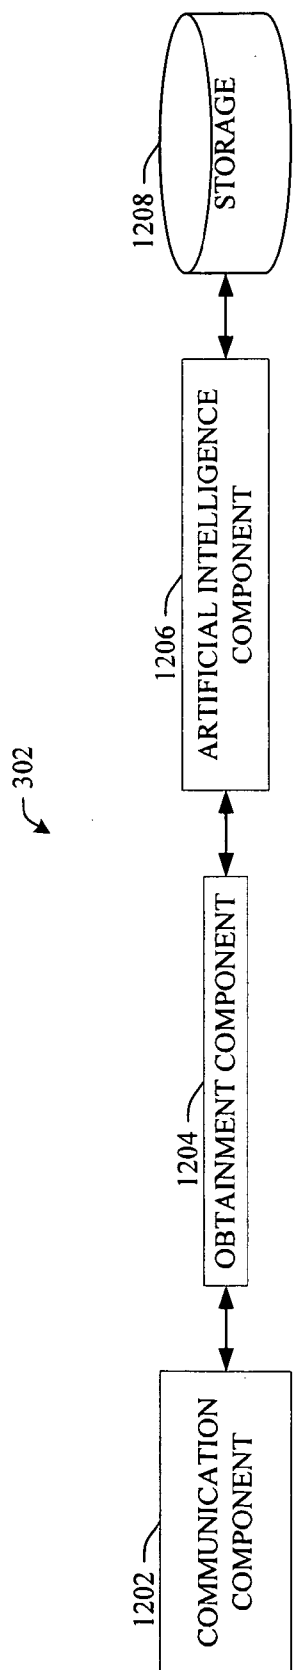 302
1202
COMMUNICATION
COMPONENT
1204
OBTAINMENT COMPONENT
1206
ARTIFICIAL INTELLIGENCE
COMPONENT
1208
STORAGE